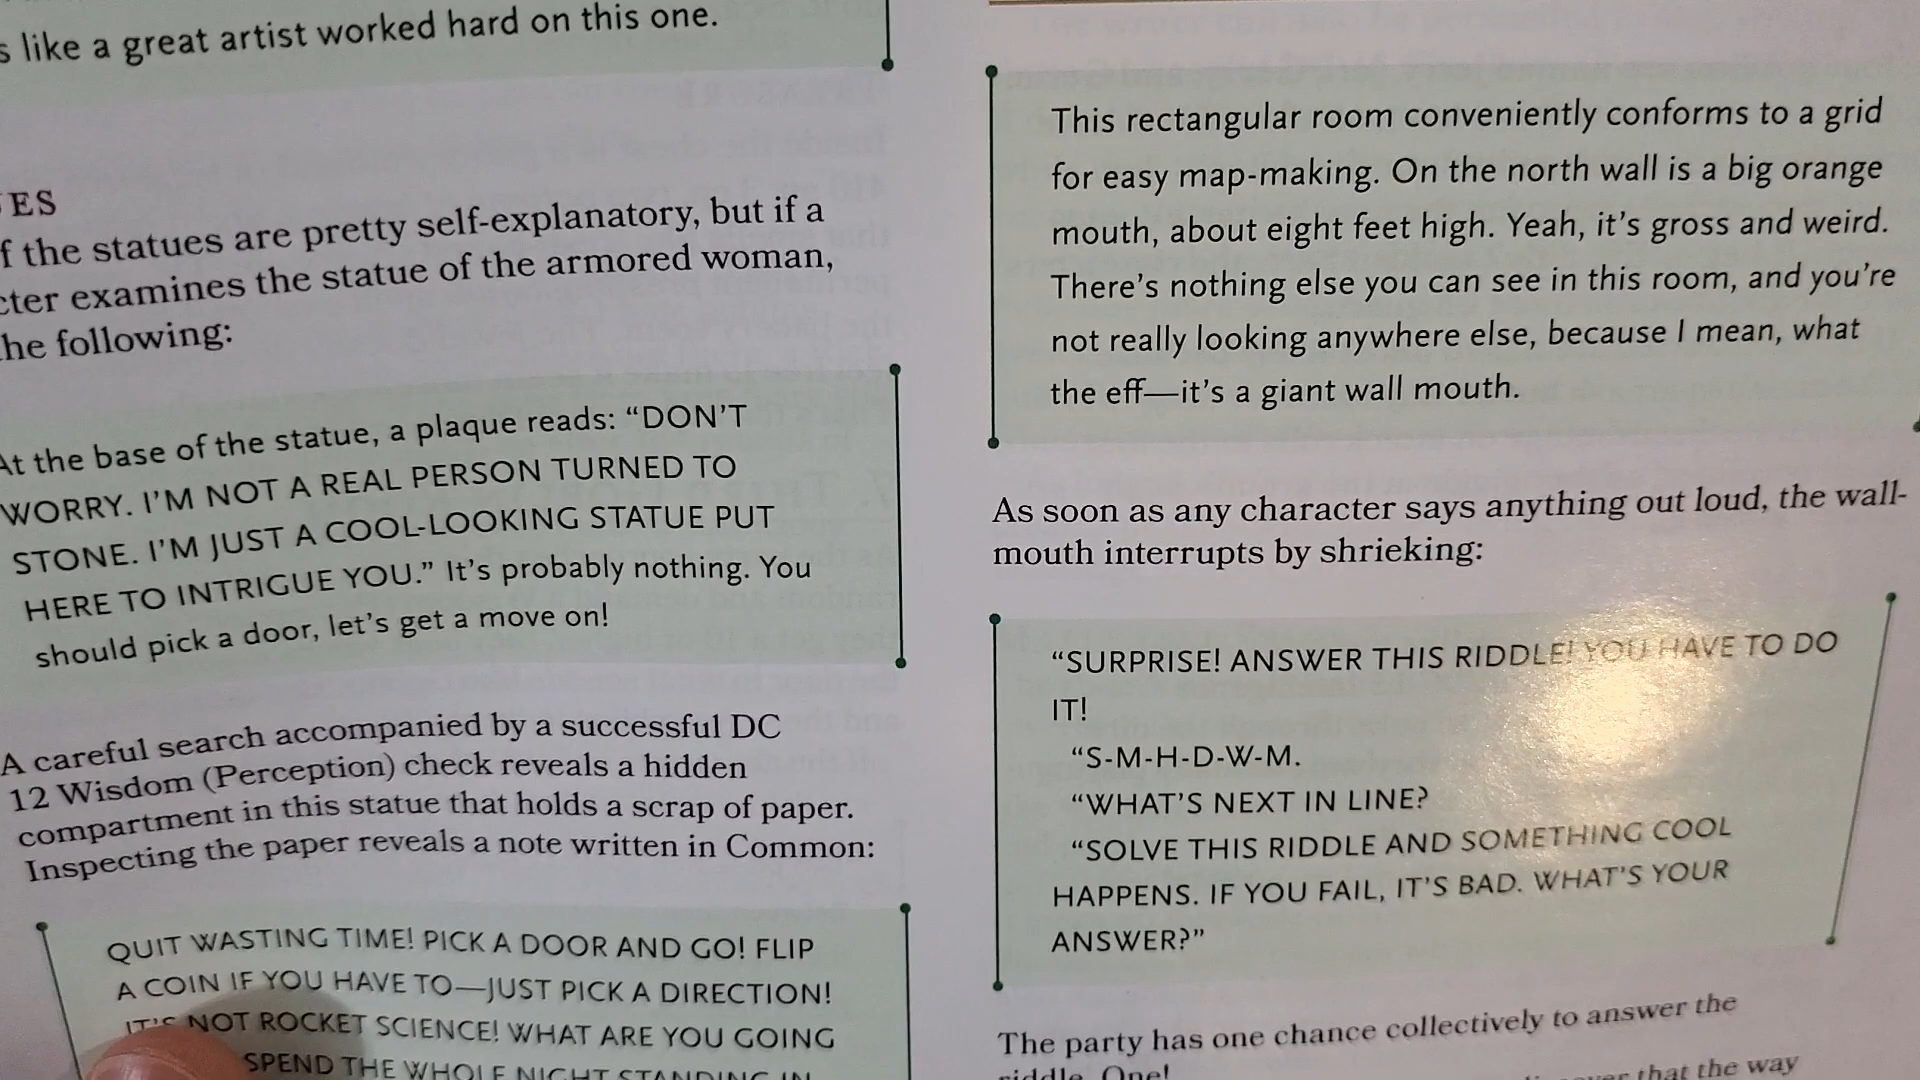 s like a great artist worked hard on this one.
ES
f the statues are pretty self-explanatory, but if a
cter examines the statue of the armored woman,
he following:
At the base of the statue, a plaque reads: “DON’T
WORRY. I’M NOT A REAL PERSON TURNED TO
STONE. I’M JUST A COOL-LOOKING STATUE PUT
HERE TO INTRIGUE YOU.” It’s probably nothing. You
should pick a door, let’s get a move on!
A careful search accompanied by a successful DC
12 Wisdom (Perception) check reveals a hidden
compartment in this statue that holds a scrap of paper.
Inspecting the paper reveals a note written in Common:
QUIT WASTING TIME! PICK A DOOR AND GO! FLIP
A COIN IF YOU HAVE TO—JUST PICK A DIRECTION!
IT’S NOT ROCKET SCIENCE! WHAT ARE YOU GOING
SPEND THE WHOLE NIGHT STANDING IN
This rectangular room conveniently conforms to a grid
for easy map-making. On the north wall is a big orange
mouth, about eight feet high. Yeah, it’s gross and weird.
There’s nothing else you can see in this room, and you’re
not really looking anywhere else, because I mean, what
the eff—it’s a giant wall mouth.
As soon as any character says anything out loud, the wall-
mouth interrupts by shrieking:
“SURPRISE! ANSWER THIS RIDDLE! YOU HAVE TO DO
IT!
“S-M-H-D-W-M.
“WHAT’S NEXT IN LINE?
“SOLVE THIS RIDDLE AND SOMETHING COOL
HAPPENS. IF YOU FAIL, IT’S BAD. WHAT’S YOUR
ANSWER?”
The party has one chance collectively to answer the
riddle. One! that the way